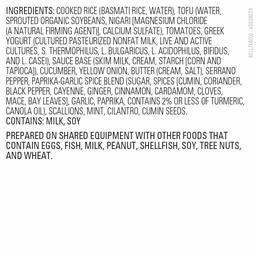 INGREDIENTS: COOKED RICE (BASMATI RICE, WATER), TOFU (WATER,
SPROUTED ORGANIC SOYBEANS, NIGARI [MAGNESIUM CHLORIDE
(A NATURAL FIRMING AGENT)], CALCIUM SULFATE), TOMATOES, GREEK
YOGURT (CULTURED PASTEURIZED NONFAT MILK, LIVE AND ACTIVE
CULTURES, S. THERMOPHILUS, L. BULGARICUS, L. ACIDOPHILUS, BIFIDUS,
AND L. CASEI), SAUCE BASE (SKIM MILK, CREAM, STARCH [CORN AND
TAPIOCA]), CUCUMBER, YELLOW ONION, BUTTER (CREAM, SALT), SERRANO
PEPPER, PAPRIKA-GARLIC SPICE BLEND (SUGAR, SPICES [CUMIN, CORIANDER,
BLACK PEPPER, CAYENNE, GINGER, CINNAMON, CARDAMOM, CLOVES,
MACE, BAY LEAVES], GARLIC, PAPRIKA, CONTAINS 2% OR LESS OF TURMERIC,
CANOLA OIL), SCALLIONS, MINT, CILANTRO, CUMIN SEEDS.
CONTAINS: MILK, SOY
PREPARED ON SHARED EQUIPMENT WITH OTHER FOODS THAT
CONTAIN EGGS, FISH, MILK, PEANUT, SHELLFISH, SOY, TREE NUTS,
AND WHEAT.